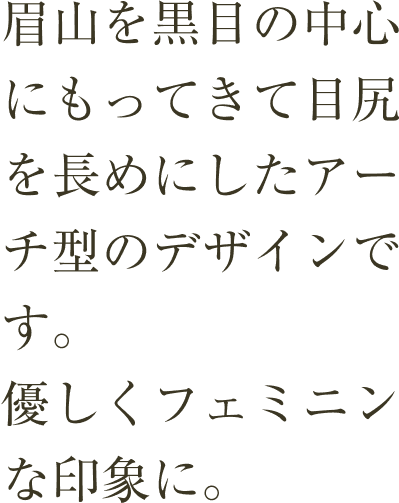 眉山を黒目の中心
にもってきて目尻
を長めにしたアー
チ型のデザインで
す。
優しくフェミニン
な印象に。